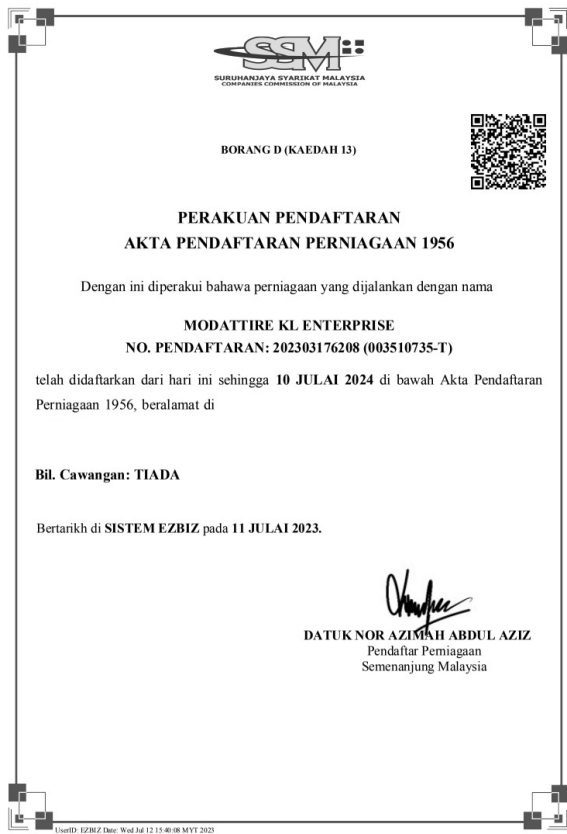 SSM
SURUHANJAYA SYARIKAT MALAYSIA
COMPANIES COMMISSION OF MALAYSIA
BORANG D (KAEDAH 13)
PERAKUAN PENDAFTARAN
AKTA PENDAFTARAN PERNIAGAAN 1956
Dengan ini diperakui bahawa perniagaan yang dijalankan dengan nama
MODATTIRE KL ENTERPRISE
NO. PENDAFTARAN: 202303176208 (003510735-T)
telah didaftarkan dari hari ini sehingga 10 JULAI 2024 di bawah Akta Pendaftaran
Perniagaan 1956, beralamat di
Bil. Cawangan: TIADA
Bertarikh di SISTEM EZBIZ pada 11 JULAI 2023.
DATUK NOR AZIMAH ABDUL AZIZ
Pendaftar Perniagaan
Semenanjung Malaysia
UserID: EZBIZ Date: Wed Jul 12 15:40:08 MYT 2023